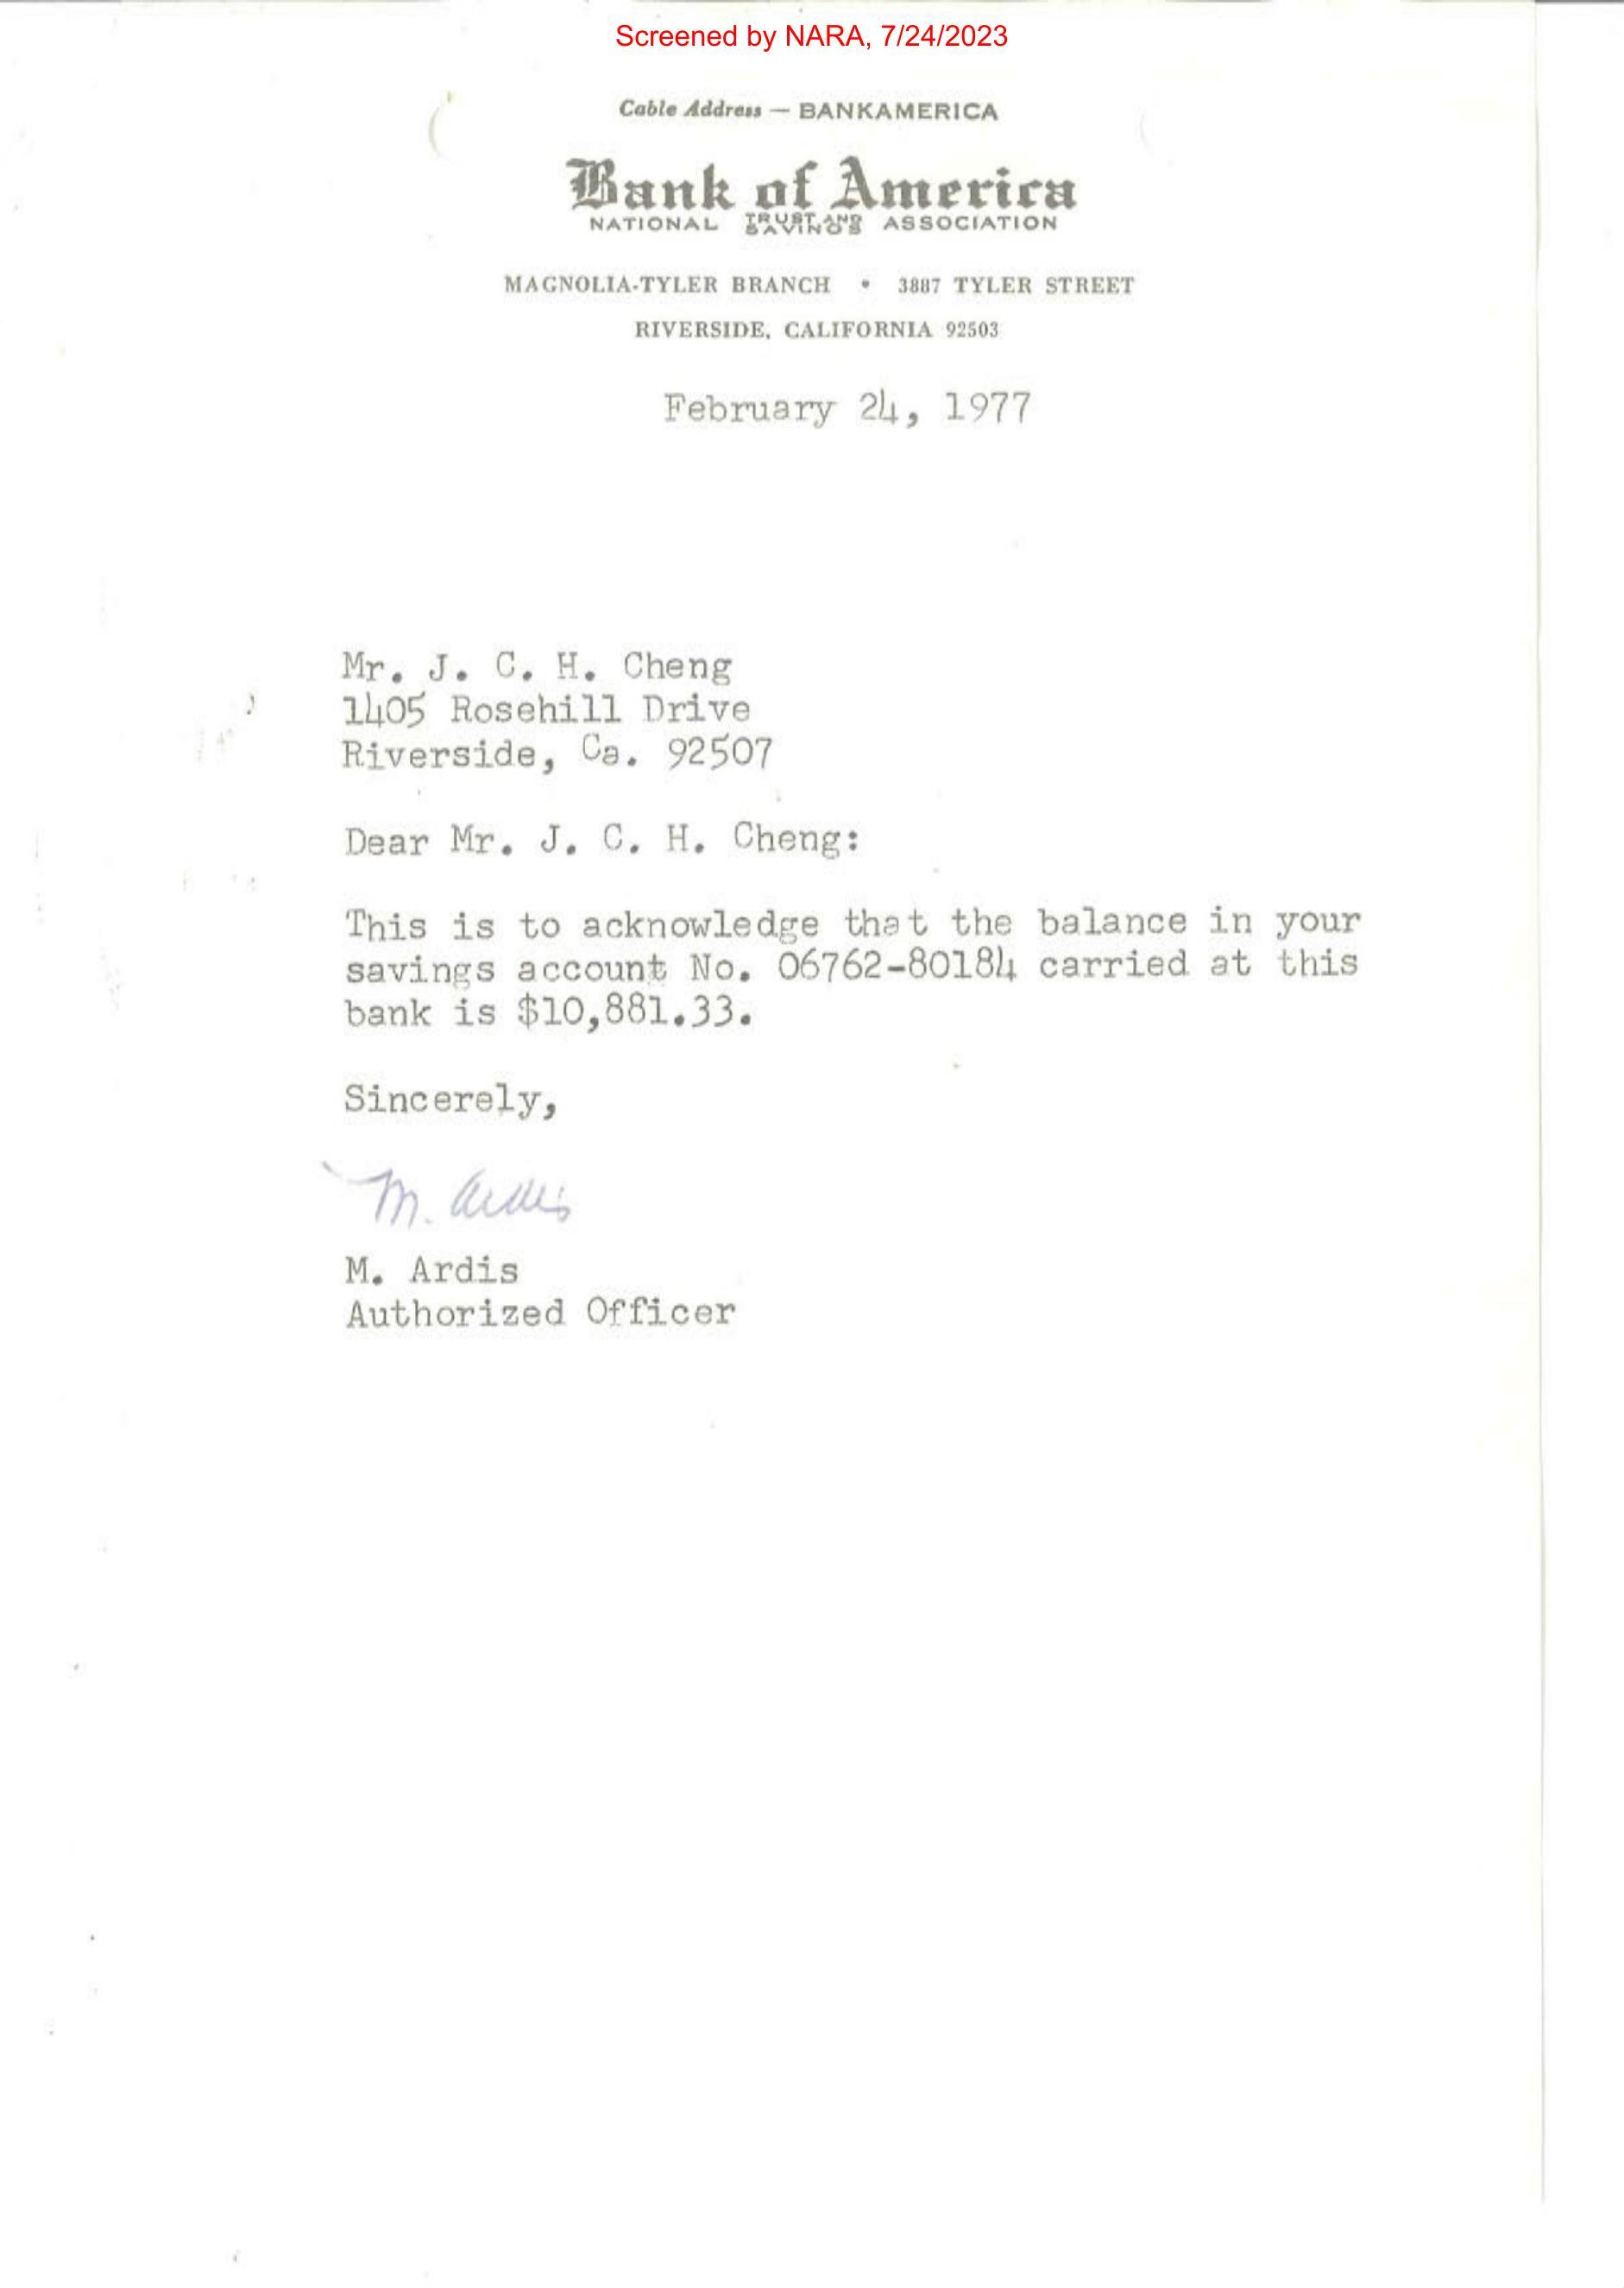 Screened by NARA, 7/24/2023
Cable Address — BANKAMERICA
Bank of America
NATIONAL TRUST AND SAVINGS ASSOCIATION
MAGNOLIA-TYLER BRANCH • 3887 TYLER STREET
RIVERSIDE, CALIFORNIA 92503
February 24, 1977
Mr. J. C. H. Cheng
1405 Rosehill Drive
Riverside, Ca. 92507
Dear Mr. J. C. H. Cheng:
This is to acknowledge that the balance in your
savings account No. 06762-80184 carried at this
bank is $10,881.33.
Sincerely,
M. Ardis
M. Ardis
Authorized Officer